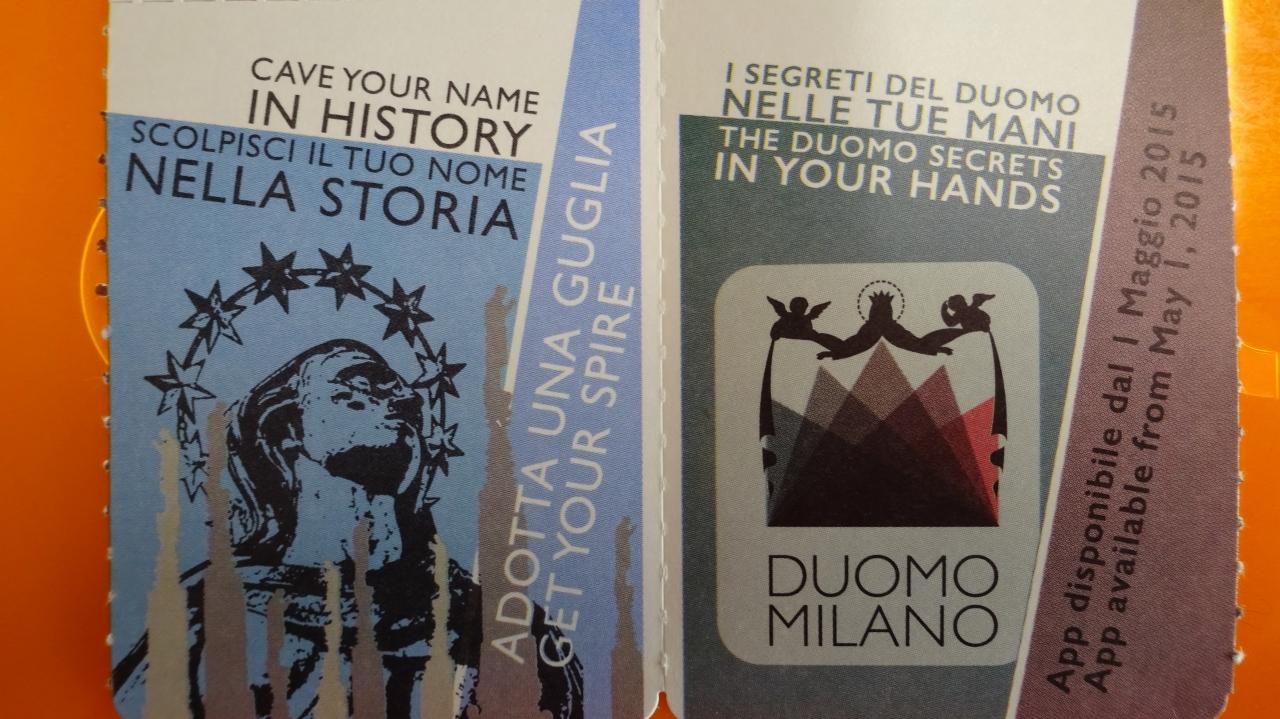 CAVE YOUR NAME
IN HISTORY
SCOLPISCI IL TUO NOME
NELLA STORIA
ADOTTA UNA GUGLIA
GET YOUR SPIRE
I SEGRETI DEL DUOMO
NELLE TUE MANI
THE DUOMO SECRETS
IN YOUR HANDS
DUOMO
MILANO
App disponibile dal 1 Maggio 2015
App available from May 1, 2015